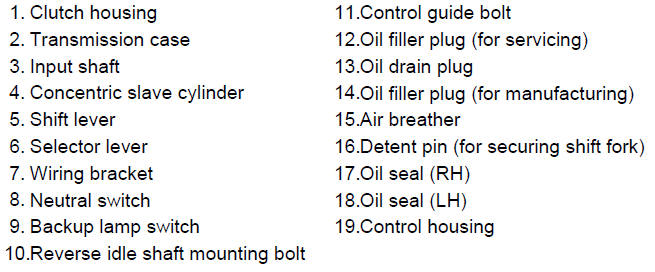 1. Clutch housing
2. Transmission case
3. Input shaft
4. Concentric slave cylinder
5. Shift lever
6. Selector lever
7. Wiring bracket
8. Neutral switch
9. Backup lamp switch
10.Reverse idle shaft mounting bolt
11.Control guide bolt
12.Oil filler plug (for servicing)
13.Oil drain plug
14.Oil filler plug (for manufacturing)
15.Air breather
16.Detent pin (for securing shift fork)
17.Oil seal (RH)
18.Oil seal (LH)
19.Control housing